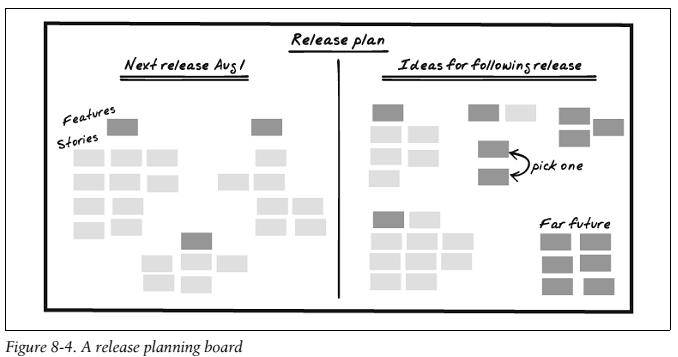 Release plan
Next release Aug 1
Ideas for following release
Features
Stories
pick one
Far future
Figure 8-4. A release planning board